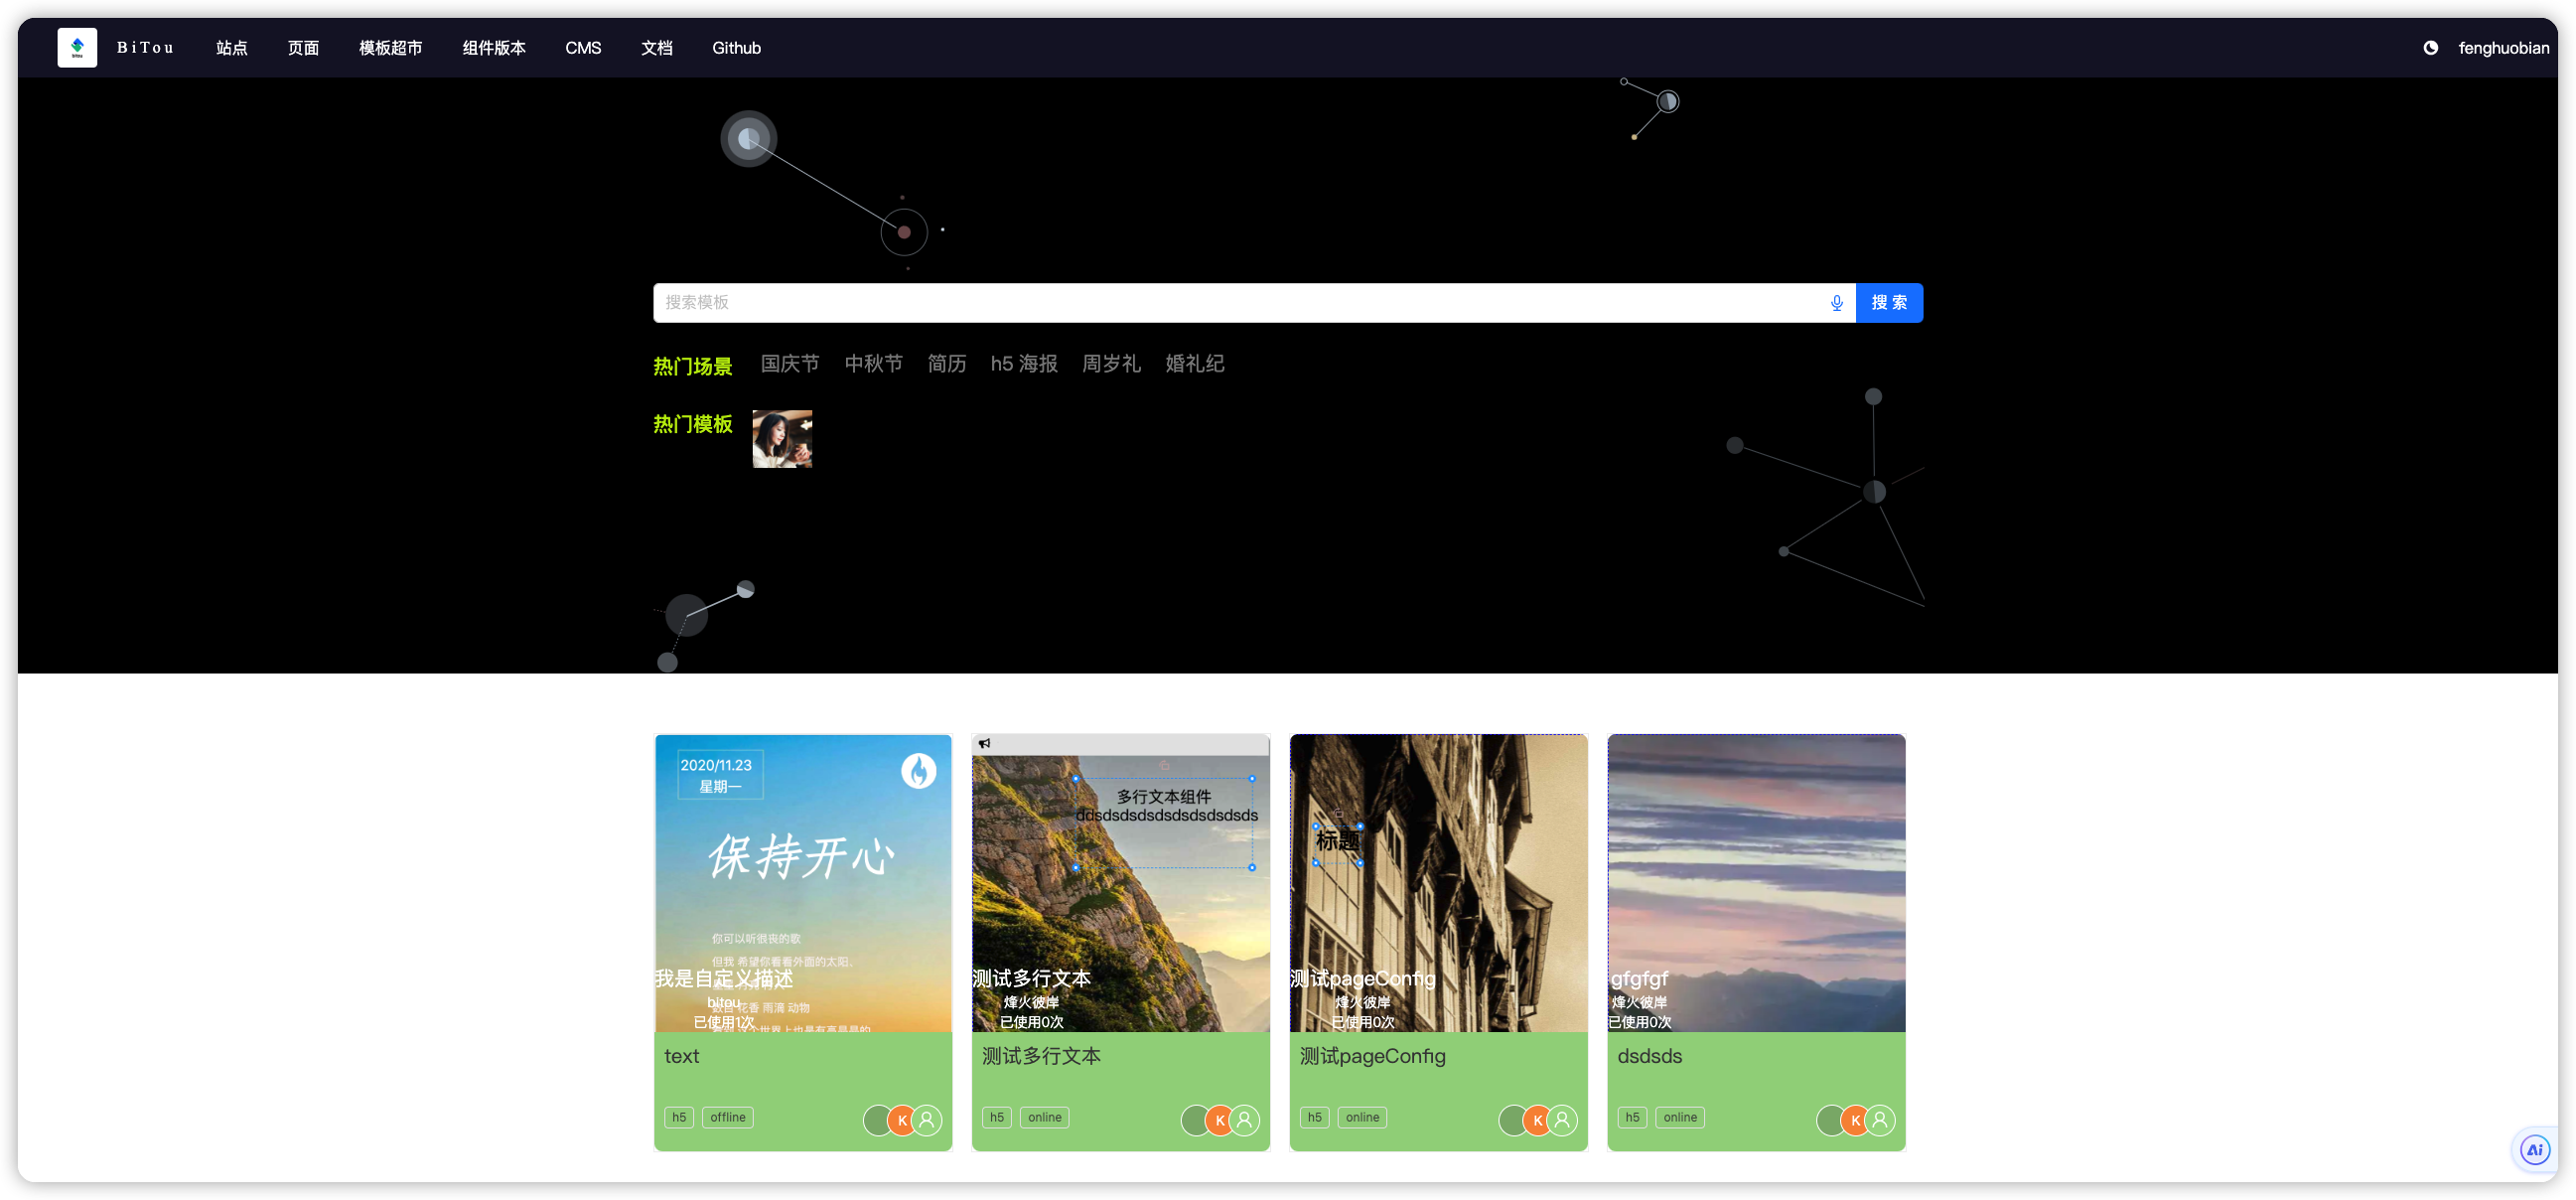 BiTou 站点 页面 模板超市 组件版本 CMS 文档 Github fenghuobian
搜索模板 搜 索
热门场景 国庆节 中秋节 简历 h5 海报 周岁礼 婚礼纪
热门模板
2020/11.23
星期一
保持开心
你可以听很丧的歌
但我 希望你看看外面的太阳、
我是自定义描述
bitou
花香 雨滴 动物
已使用1次
text
h5 offline
K
多行文本组件
ddsdsdsdsdsdsdsdsdsds
测试多行文本
烽火彼岸
已使用0次
测试多行文本
h5 online
K
标题
测试pageConfig
烽火彼岸
已使用0次
测试pageConfig
h5 online
K
gfgfgf
烽火彼岸
已使用0次
dsdsds
h5 online
K
Ai